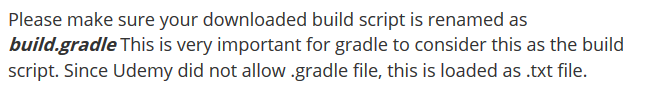 Please make sure your downloaded build script is renamed as
build.gradle This is very important for gradle to consider this as the build
script. Since Udemy did not allow .gradle file, this is loaded as .txt file.